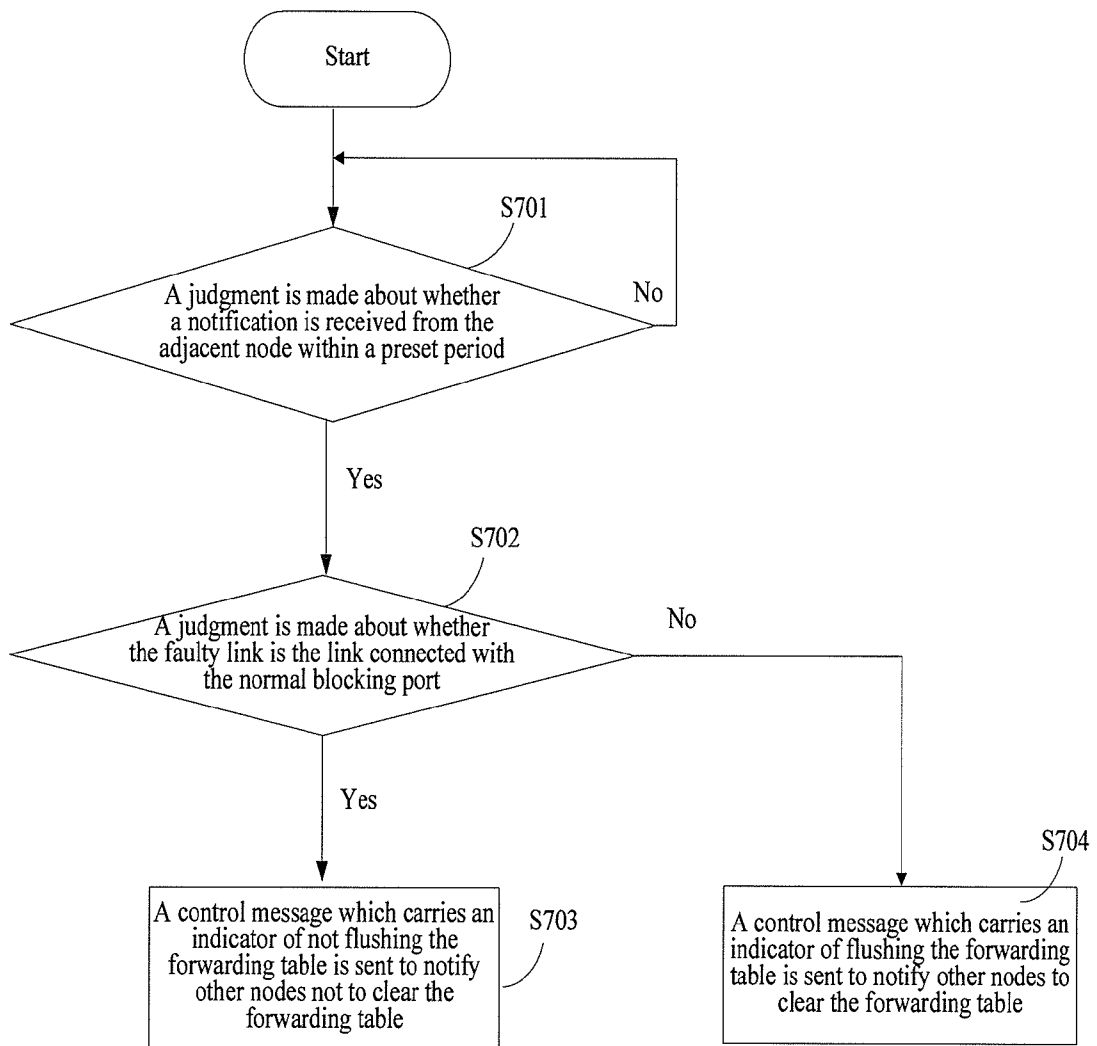 Start
S701
A judgment is made about whether
a notification is received from the
adjacent node within a preset period
No
Yes
S702
A judgment is made about whether
the faulty link is the link connected with
the normal blocking port
No
Yes
S703
A control message which carries an
indicator of not flushing the
forwarding table is sent to notify
other nodes not to clear the
forwarding table
S704
A control message which carries an
indicator of flushing the forwarding
table is sent to notify other nodes to
clear the forwarding table